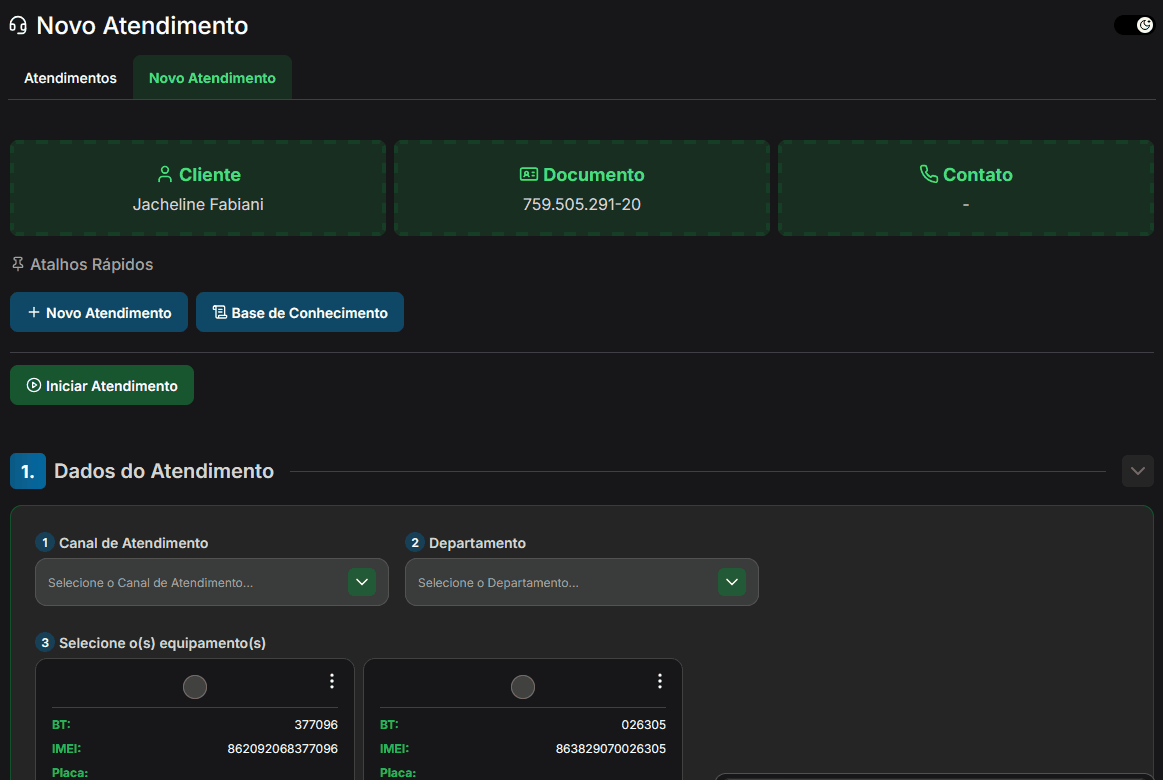 Novo Atendimento
Atendimentos
Novo Atendimento
Cliente
Jacheline Fabiani
Documento
759.505.291-20
Contato
-
Atalhos Rápidos
+ Novo Atendimento
Base de Conhecimento
Iniciar Atendimento
1. Dados do Atendimento
1 Canal de Atendimento
Selecione o Canal de Atendimento...
2 Departamento
Selecione o Departamento...
3 Selecione o(s) equipamento(s)
BT: 377096
IMEI: 862092068377096
Placa:
BT: 026305
IMEI: 863829070026305
Placa: